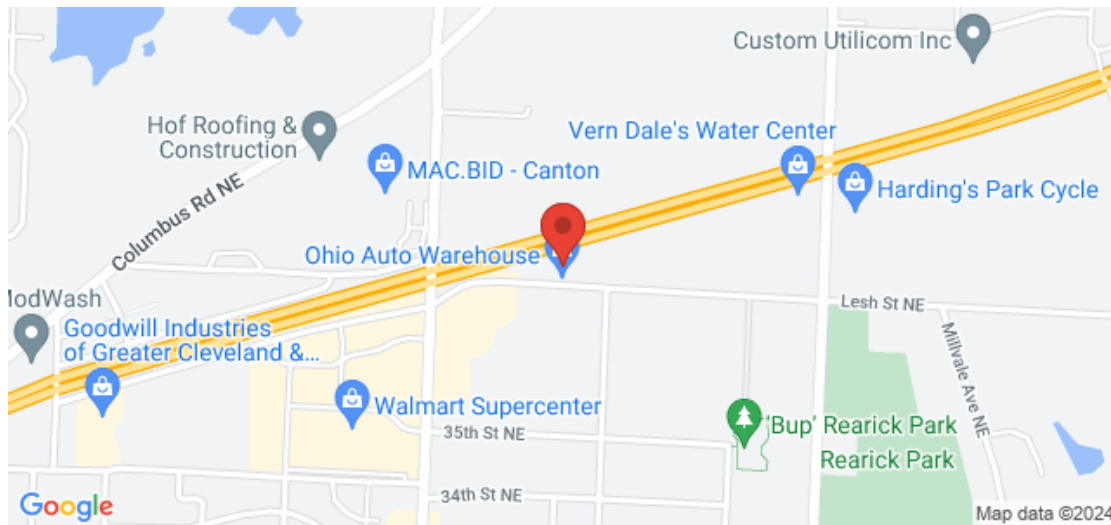 Custom Utilicom Inc
Hof Roofing &
Construction
Vern Dale's Water Center
MAC.BID - Canton
Harding's Park Cycle
Columbus Rd NE
Ohio Auto Warehouse
ModWash
Lesh St NE
Goodwill Industries
of Greater Cleveland &...
Millvale Ave NE
Walmart Supercenter
35th St NE
'Bup' Rearick Park
Rearick Park
34th St NE
Google
Map data ©2024